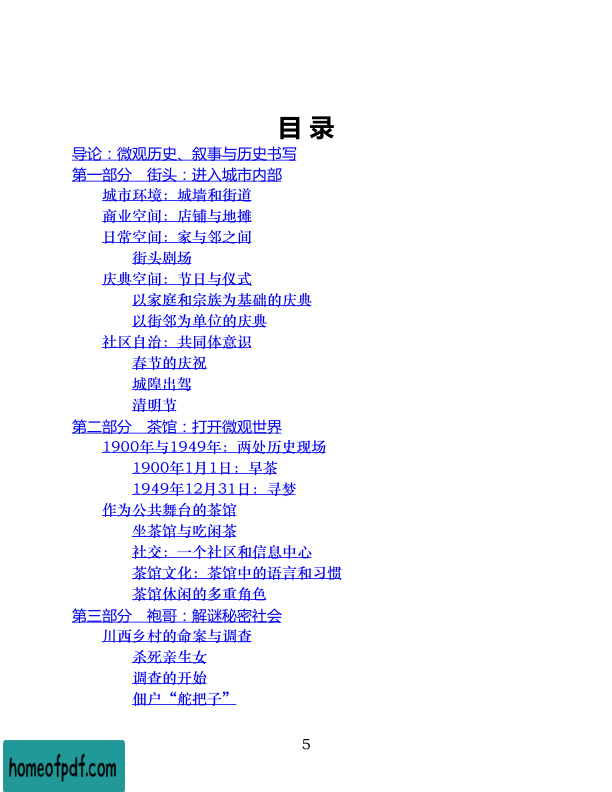 目 录
导论：微观历史、叙事与历史书写
第一部分　街头：进入城市内部
城市环境：城墙和街道
商业空间：店铺与地摊
日常空间：家与邻之间
街头剧场
庆典空间：节日与仪式
以家庭和宗族为基础的庆典
以街邻为单位的庆典
社区自治：共同体意识
春节的庆祝
城隍出驾
清明节
第二部分　茶馆：打开微观世界
1900年与1949年：两处历史现场
1900年1月1日：早茶
1949年12月31日：寻梦
作为公共舞台的茶馆
坐茶馆与吃闲茶
社交：一个社区和信息中心
茶馆文化：茶馆中的语言和习惯
茶馆休闲的多重角色
第三部分　袍哥：解谜秘密社会
川西乡村的命案与调查
杀死亲生女
调查的开始
佃户“舵把子”
5
homeofpdf.com